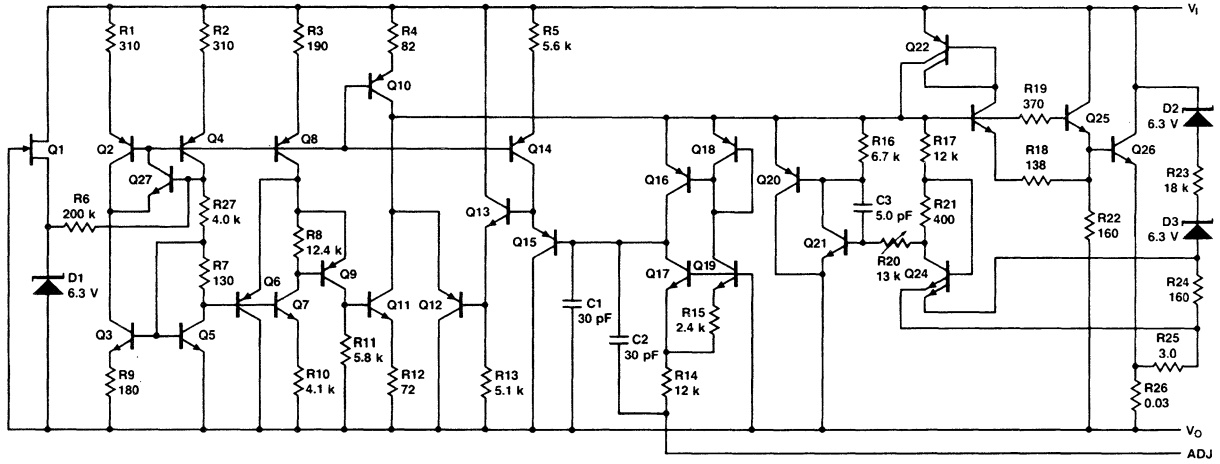 R1
310
R2
310
R3
190
R4
82
R5
5.6 k
V_I
Q22
Q10
R19
370
Q25
D2
6.3 V
Q1
Q2
Q4
Q8
Q14
Q18
R16
6.7 k
R17
12 k
R18
138
Q26
Q27
Q16
Q20
R23
18 k
R6
200 k
R27
4.0 k
Q13
C3
5.0 pF
R21
400
R8
12.4 k
Q15
Q21
R22
160
D3
6.3 V
R7
130
Q9
R20
13 k
D1
6.3 V
Q6
Q7
Q11
Q12
Q17
Q19
Q24
R24
160
C1
30 pF
R15
2.4 k
Q3
Q5
R11
5.8 k
C2
30 pF
R25
3.0
R9
180
R10
4.1 k
R12
72
R13
5.1 k
R14
12 k
R26
0.03
V_O
ADJ